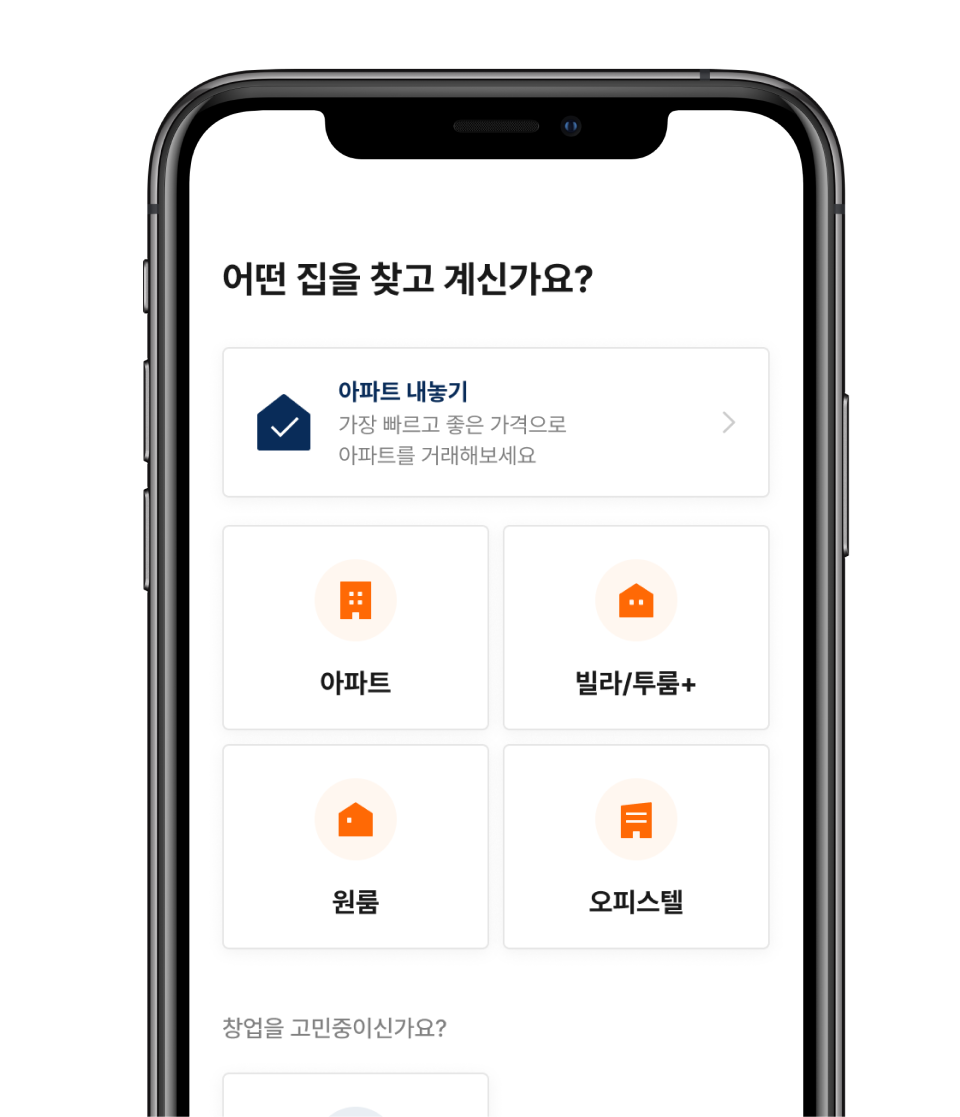 어떤 집을 찾고 계신가요?
아파트 내놓기
가장 빠르고 좋은 가격으로
아파트를 거래해보세요
아파트
빌라/투룸+
원룸
오피스텔
창업을 고민중이신가요?